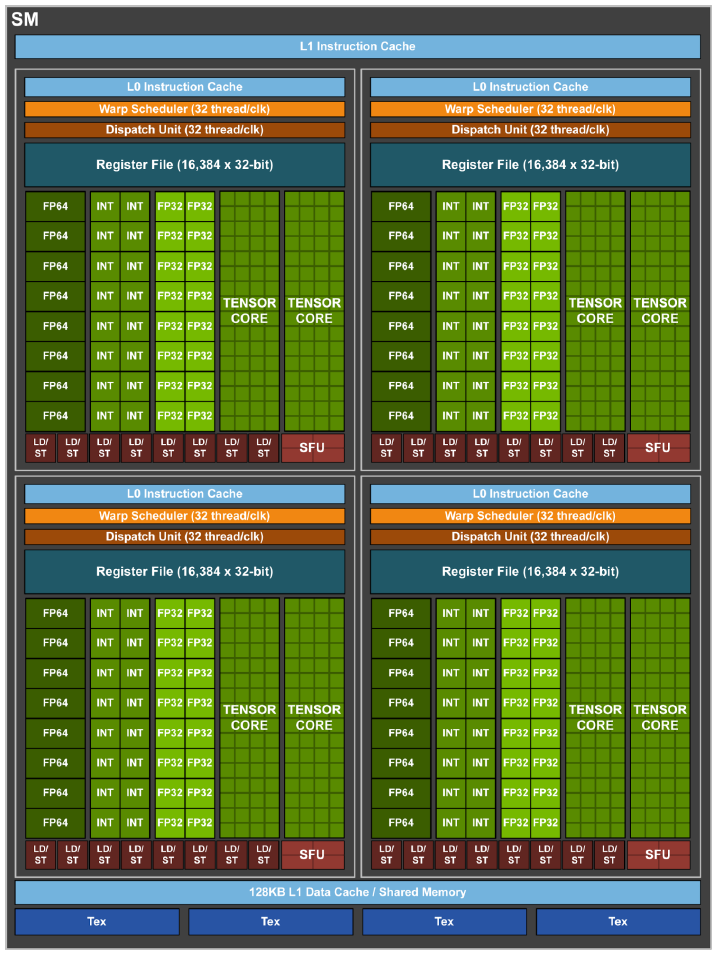 SM
L1 Instruction Cache
L0 Instruction Cache
Warp Scheduler (32 thread/clk)
Dispatch Unit (32 thread/clk)
Register File (16,384 x 32-bit)
FP64 INT INT FP32 FP32
FP64 INT INT FP32 FP32
FP64 INT INT FP32 FP32
FP64 INT INT FP32 FP32
FP64 INT INT FP32 FP32
FP64 INT INT FP32 FP32
FP64 INT INT FP32 FP32
FP64 INT INT FP32 FP32
TENSOR CORE
TENSOR CORE
LD/ LD/ LD/ LD/ LD/ LD/ LD/ LD/
ST ST ST ST ST ST ST ST
SFU
L0 Instruction Cache
Warp Scheduler (32 thread/clk)
Dispatch Unit (32 thread/clk)
Register File (16,384 x 32-bit)
FP64 INT INT FP32 FP32
FP64 INT INT FP32 FP32
FP64 INT INT FP32 FP32
FP64 INT INT FP32 FP32
FP64 INT INT FP32 FP32
FP64 INT INT FP32 FP32
FP64 INT INT FP32 FP32
FP64 INT INT FP32 FP32
TENSOR CORE
TENSOR CORE
LD/ LD/ LD/ LD/ LD/ LD/ LD/ LD/
ST ST ST ST ST ST ST ST
SFU
L0 Instruction Cache
Warp Scheduler (32 thread/clk)
Dispatch Unit (32 thread/clk)
Register File (16,384 x 32-bit)
FP64 INT INT FP32 FP32
FP64 INT INT FP32 FP32
FP64 INT INT FP32 FP32
FP64 INT INT FP32 FP32
FP64 INT INT FP32 FP32
FP64 INT INT FP32 FP32
FP64 INT INT FP32 FP32
FP64 INT INT FP32 FP32
TENSOR CORE
TENSOR CORE
LD/ LD/ LD/ LD/ LD/ LD/ LD/ LD/
ST ST ST ST ST ST ST ST
SFU
L0 Instruction Cache
Warp Scheduler (32 thread/clk)
Dispatch Unit (32 thread/clk)
Register File (16,384 x 32-bit)
FP64 INT INT FP32 FP32
FP64 INT INT FP32 FP32
FP64 INT INT FP32 FP32
FP64 INT INT FP32 FP32
FP64 INT INT FP32 FP32
FP64 INT INT FP32 FP32
FP64 INT INT FP32 FP32
FP64 INT INT FP32 FP32
TENSOR CORE
TENSOR CORE
LD/ LD/ LD/ LD/ LD/ LD/ LD/ LD/
ST ST ST ST ST ST ST ST
SFU
128KB L1 Data Cache / Shared Memory
Tex Tex Tex Tex